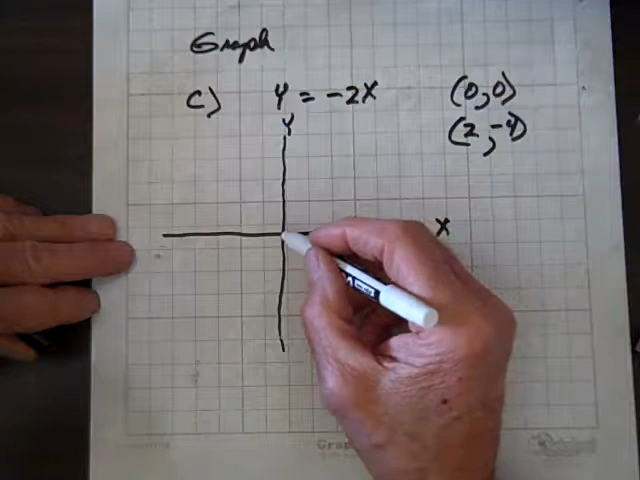 Graph
c) Y = -2X (0,0)
(2,-4)
Y
X